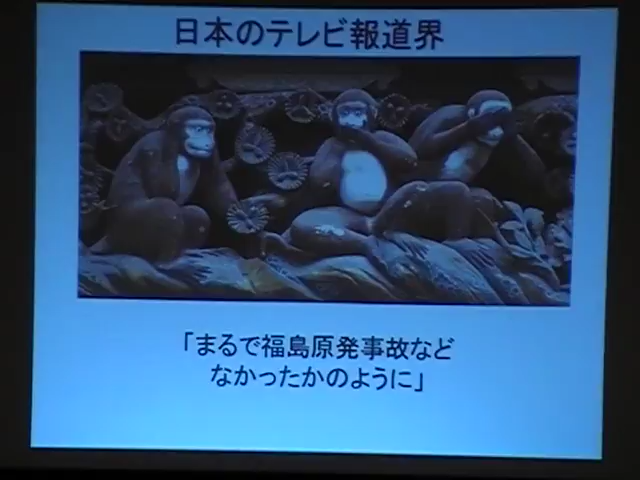 日本のテレビ報道界
「まるで福島原発事故など
なかったかのように」